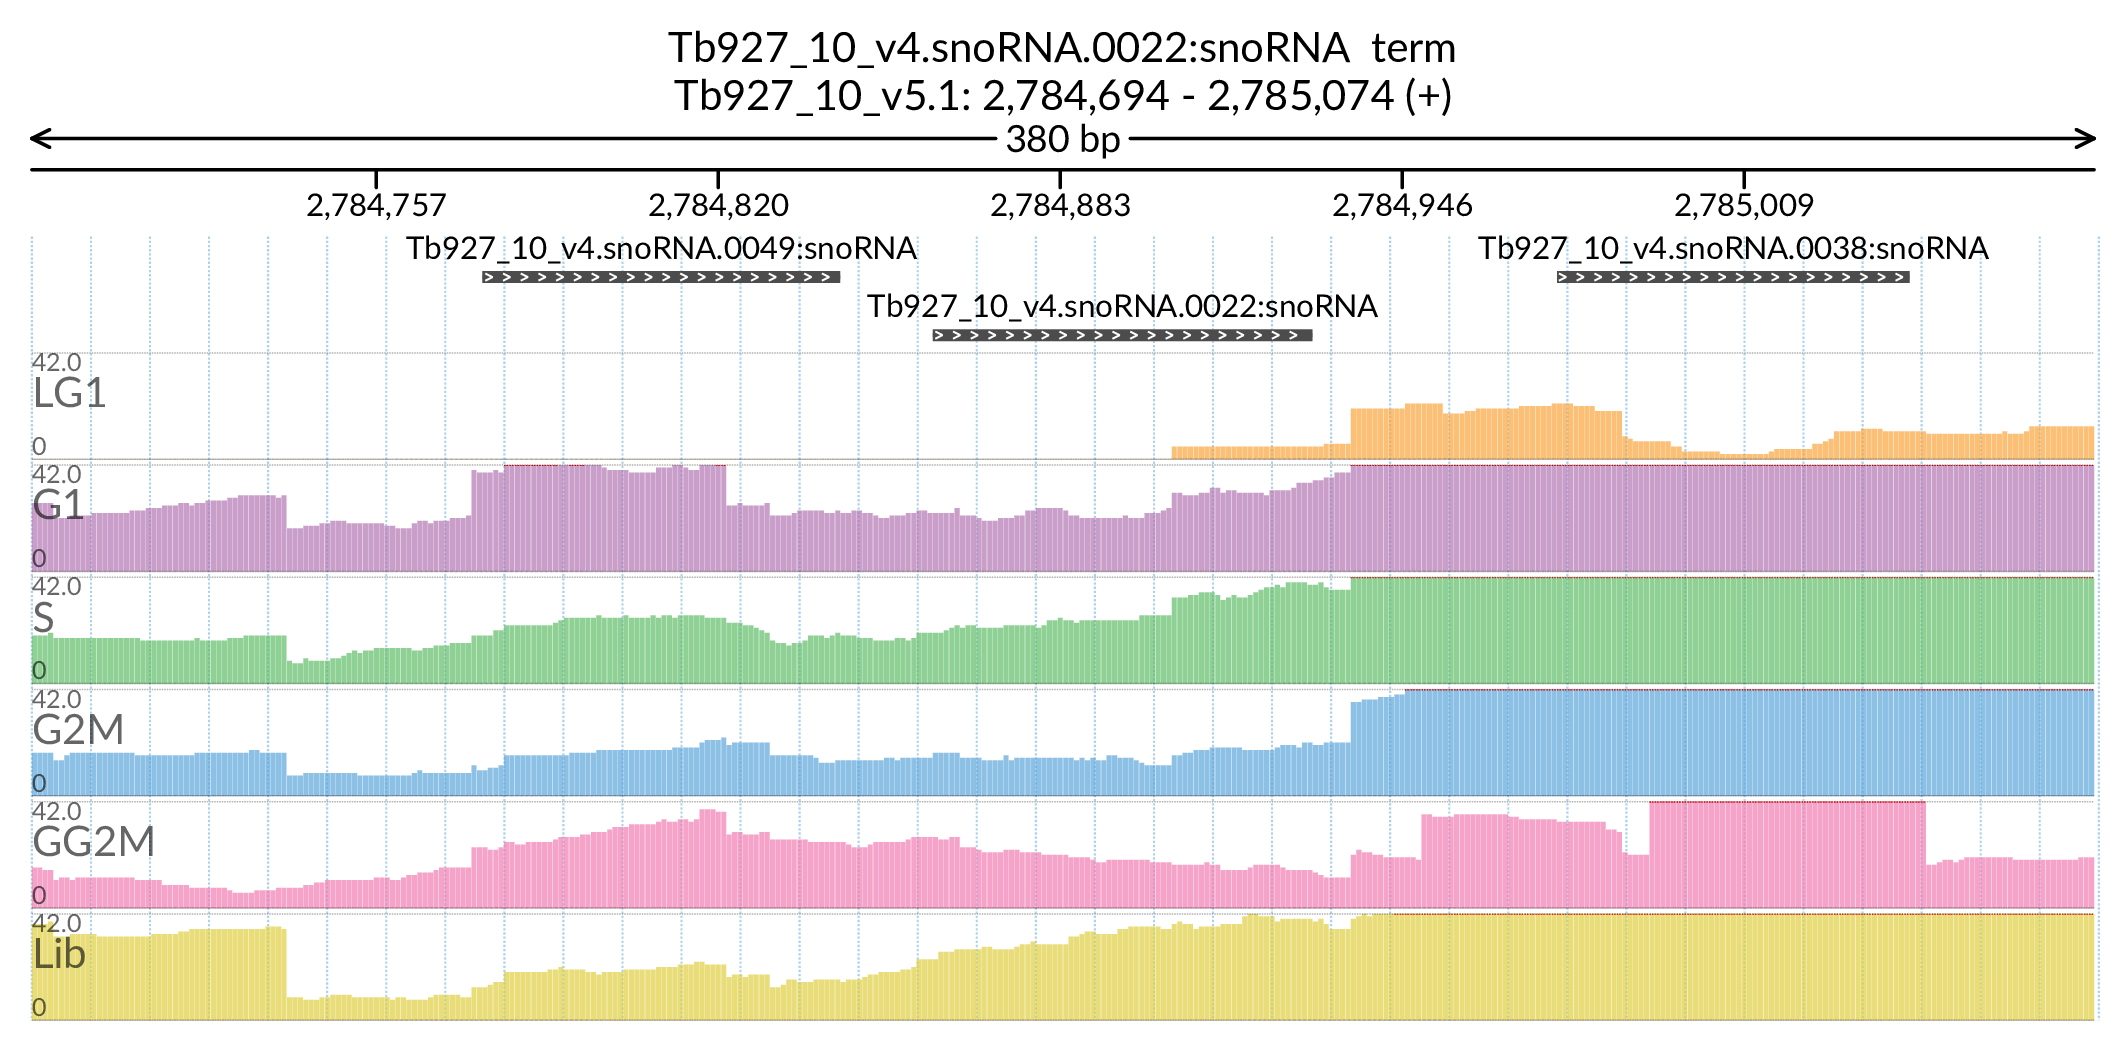 Tb927_10_v4.snoRNA.0022:snoRNA  term
Tb927_10_v5.1: 2,784,694 - 2,785,074 (+)
380 bp
2,784,757 2,784,820 2,784,883 2,784,946 2,785,009
Tb927_10_v4.snoRNA.0049:snoRNA Tb927_10_v4.snoRNA.0038:snoRNA
Tb927_10_v4.snoRNA.0022:snoRNA
42.0
LG1
0
42.0
G1
0
42.0
S
0
42.0
G2M
0
42.0
GG2M
0
42.0
Lib
0